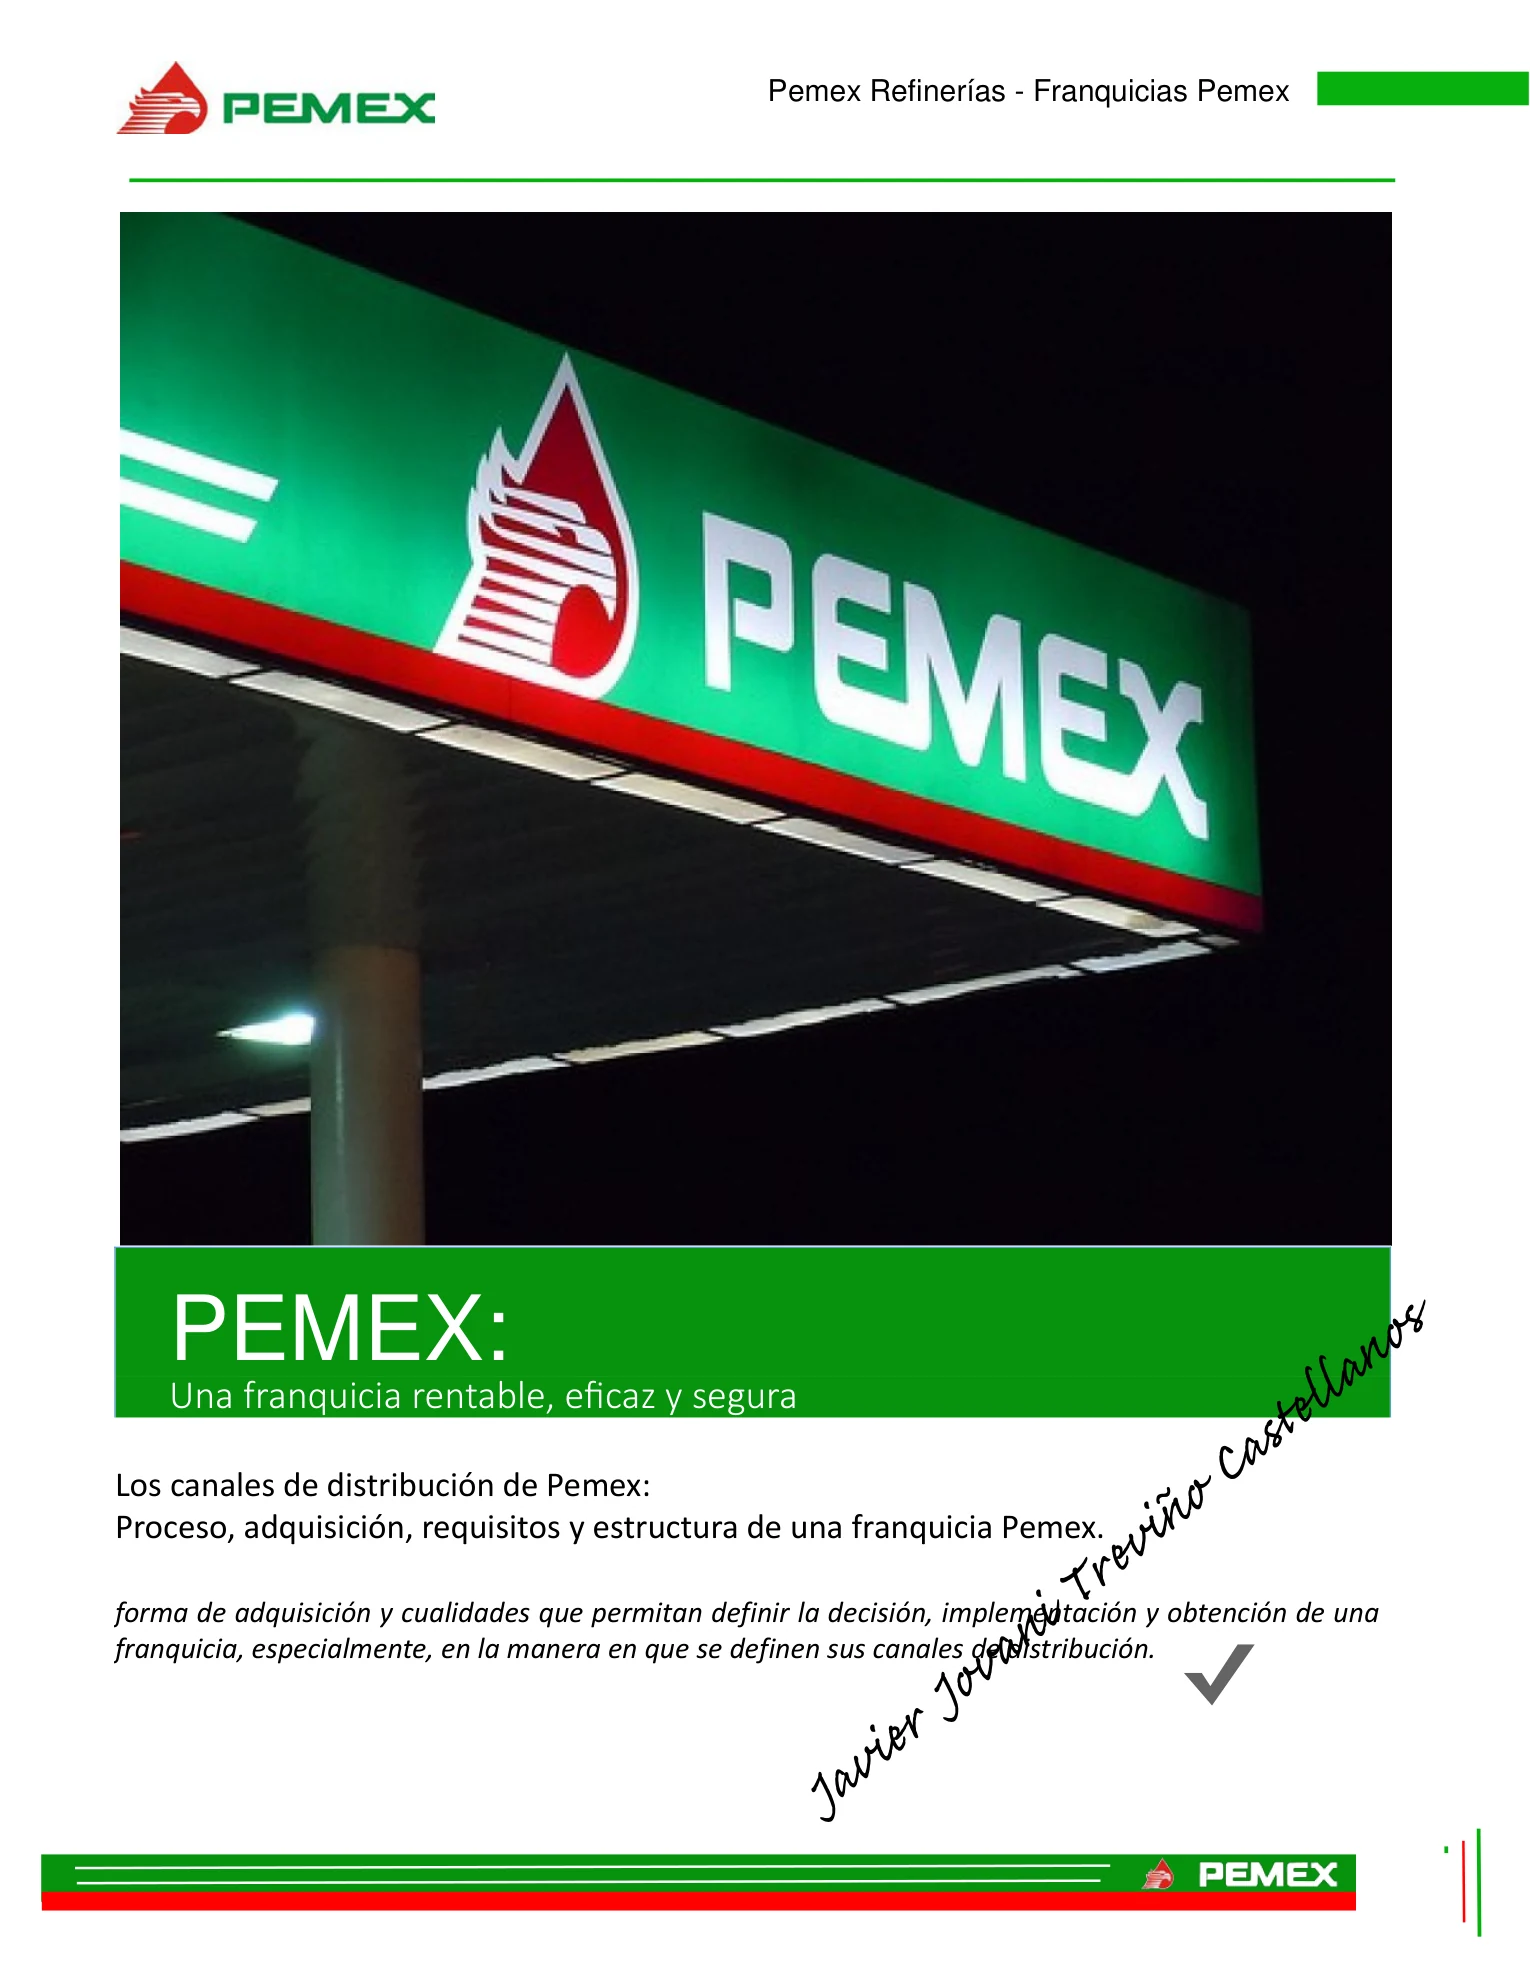 PEMEX
Pemex Refinerías - Franquicias Pemex
PEMEX
PEMEX:
Una franquicia rentable, eficaz y segura
Los canales de distribución de Pemex:
Proceso, adquisición, requisitos y estructura de una franquicia Pemex.
forma de adquisición y cualidades que permitan definir la decisión, implementación y obtención de una
franquicia, especialmente, en la manera en que se definen sus canales de distribución.
Javier Jovani Treviño Castellanos
PEMEX